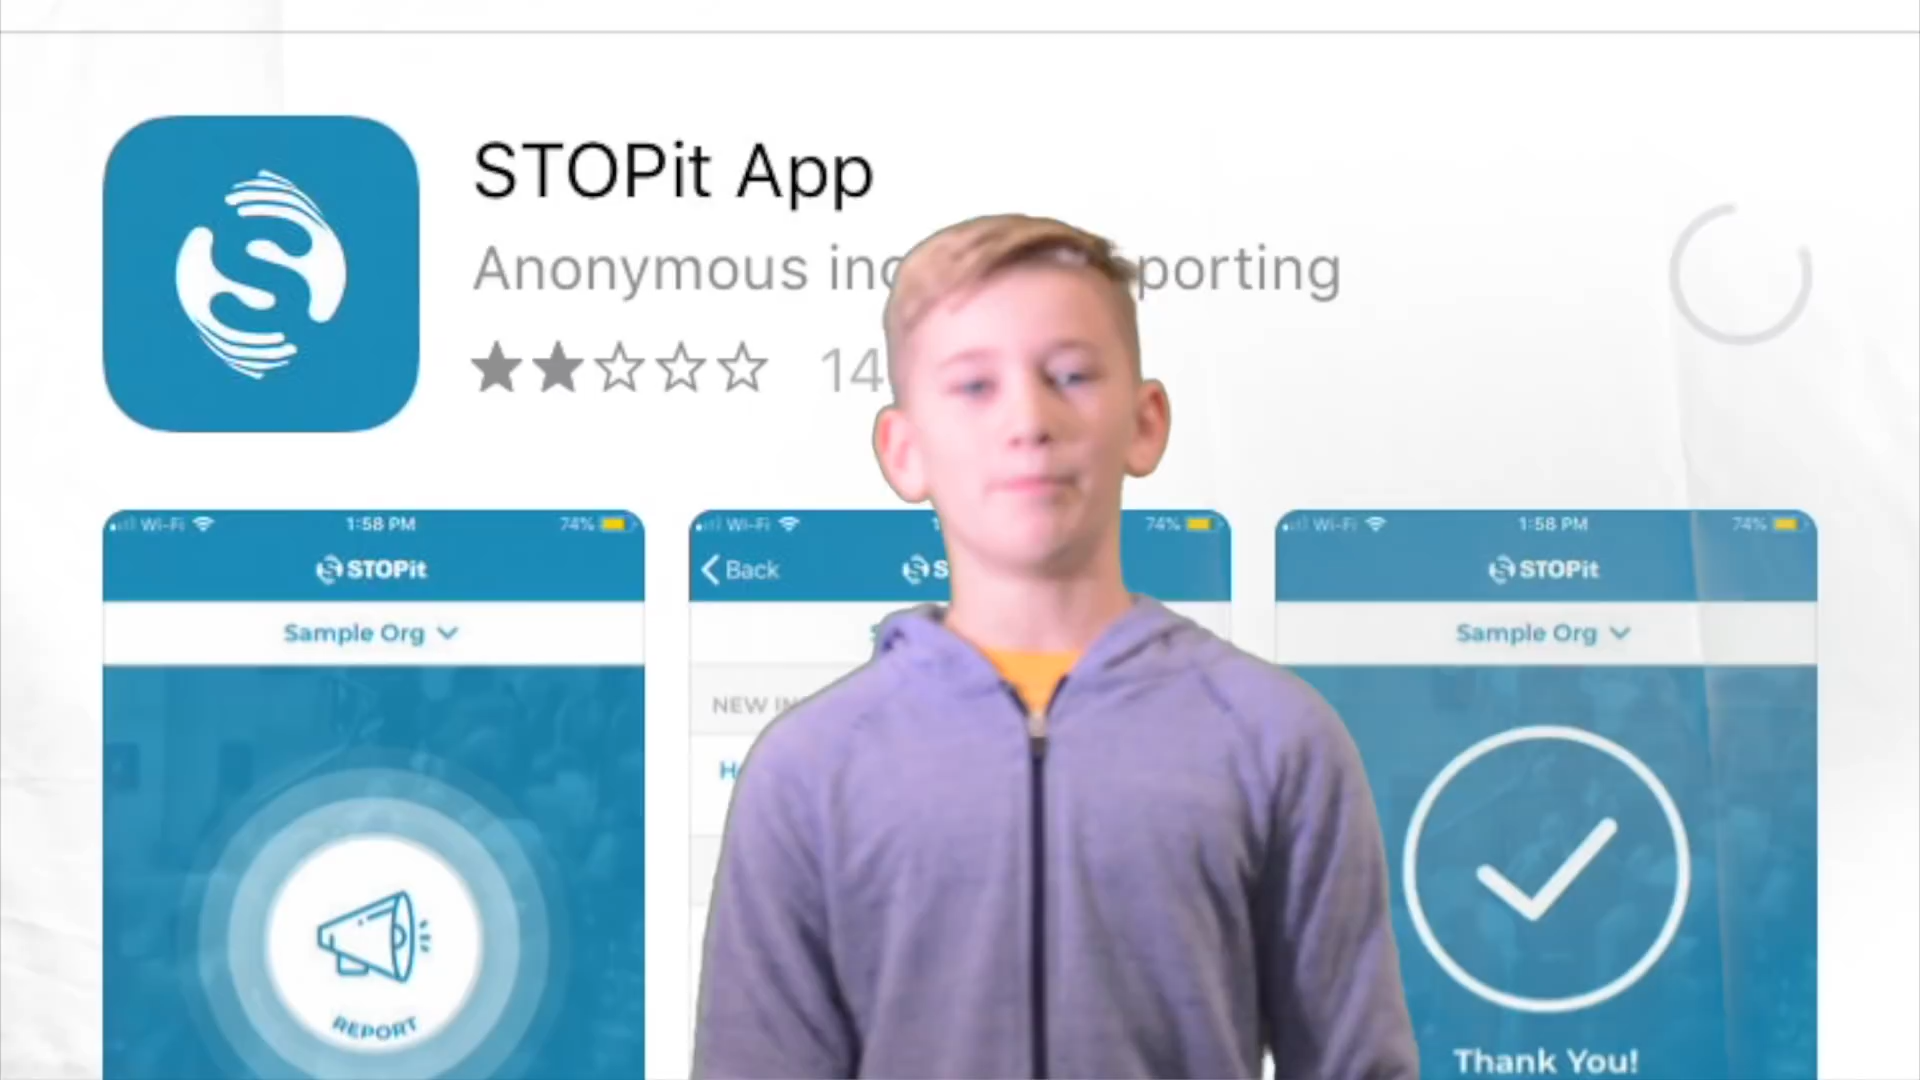 STOPit App
Anonymous inc porting
14
Wi-Fi 1:58 PM 74%
STOPit
Sample Org
REPORT
Wi-Fi 74%
Back
NEW IN
Wi-Fi 1:58 PM 74%
STOPit
Sample Org
Thank You!